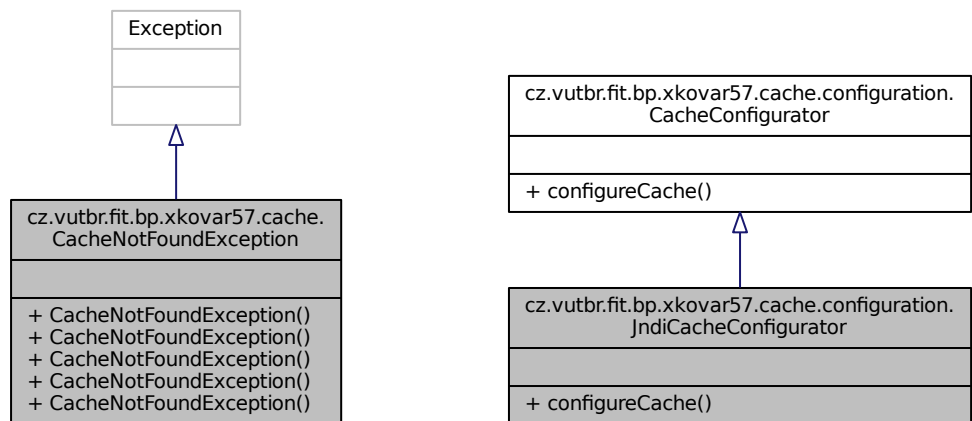 Exception
cz.vutbr.fit.bp.xkovar57.cache.
CacheNotFoundException
+ CacheNotFoundException()
+ CacheNotFoundException()
+ CacheNotFoundException()
+ CacheNotFoundException()
+ CacheNotFoundException()
cz.vutbr.fit.bp.xkovar57.cache.configuration.
CacheConfigurator
+ configureCache()
cz.vutbr.fit.bp.xkovar57.cache.configuration.
JndiCacheConfigurator
+ configureCache()